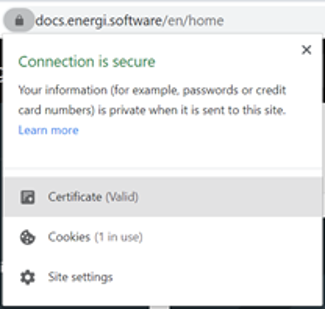 docs.energi.software/en/home
Connection is secure
Your information (for example, passwords or credit
card numbers) is private when it is sent to this site.
Learn more
Certificate (Valid)
Cookies (1 in use)
Site settings